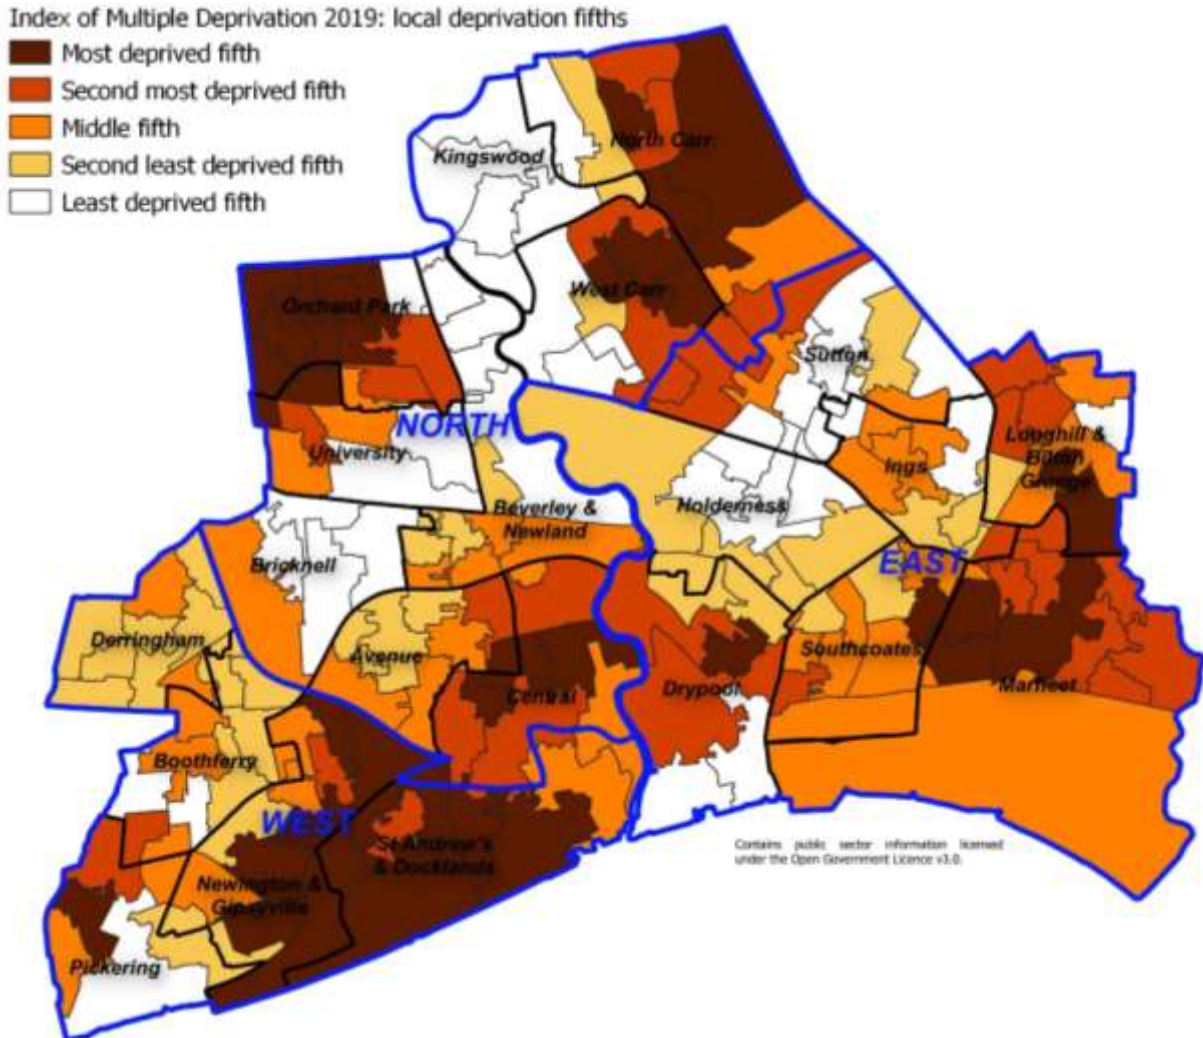 Index of Multiple Deprivation 2019: local deprivation fifths
Most deprived fifth
Second most deprived fifth
Middle fifth
Second least deprived fifth
Least deprived fifth
North Carr
Kingswood
West Carr
Orchard Park
Sutton
NORTH
University
Longhill &
Bilton
Grange
Ings
Holderness
Beverley &
Newland
Bricknell
EAST
Derringham
Avenue
Southcoates
Central
Drypool
Marfleet
Boothferry
WEST
St Andrew's
& Docklands
Contains public sector information licensed
under the Open Government Licence v3.0.
Newington &
Gipsyville
Pickering